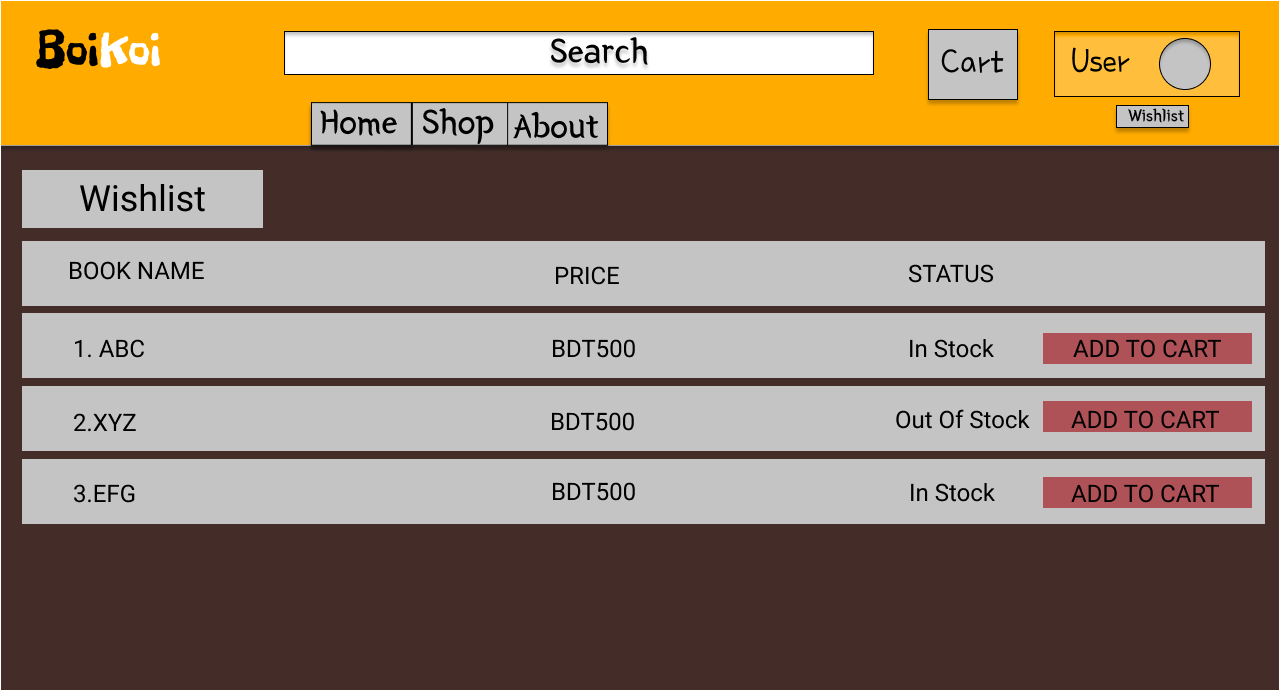 BoiKoi
Search
Cart
User
Home
Shop
About
Wishlist
Wishlist
BOOK NAME PRICE STATUS
1. ABC BDT500 In Stock ADD TO CART
2.XYZ BDT500 Out Of Stock ADD TO CART
3.EFG BDT500 In Stock ADD TO CART